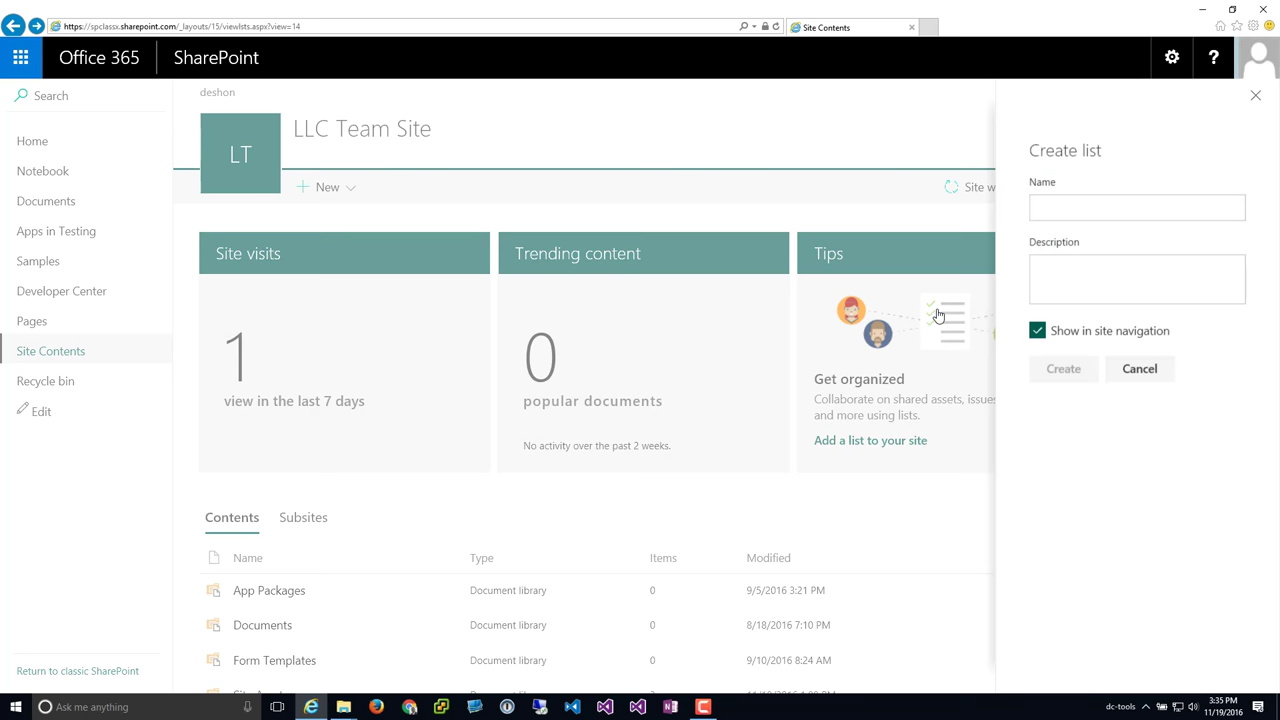 https://spclassx.sharepoint.com/_layouts/15/viewlsts.aspx?view=14
Site Contents
Office 365
SharePoint
?
Search
Home
Notebook
Documents
Apps in Testing
Samples
Developer Center
Pages
Site Contents
Recycle bin
Edit
Return to classic SharePoint
deshon
LT
LLC Team Site
New
Site w
Site visits
1
view in the last 7 days
Trending content
0
popular documents
No activity over the past 2 weeks.
Tips
Get organized
Collaborate on shared assets, issues
and more using lists.
Add a list to your site
Contents Subsites
Name Type Items Modified
App Packages Document library 0 9/5/2016 3:21 PM
Documents Document library 0 8/18/2016 7:10 PM
Form Templates Document library 0 9/10/2016 8:24 AM
Create list
Name
Description
Show in site navigation
Create Cancel
Ask me anything
dc-tools
3:35 PM
11/19/2016